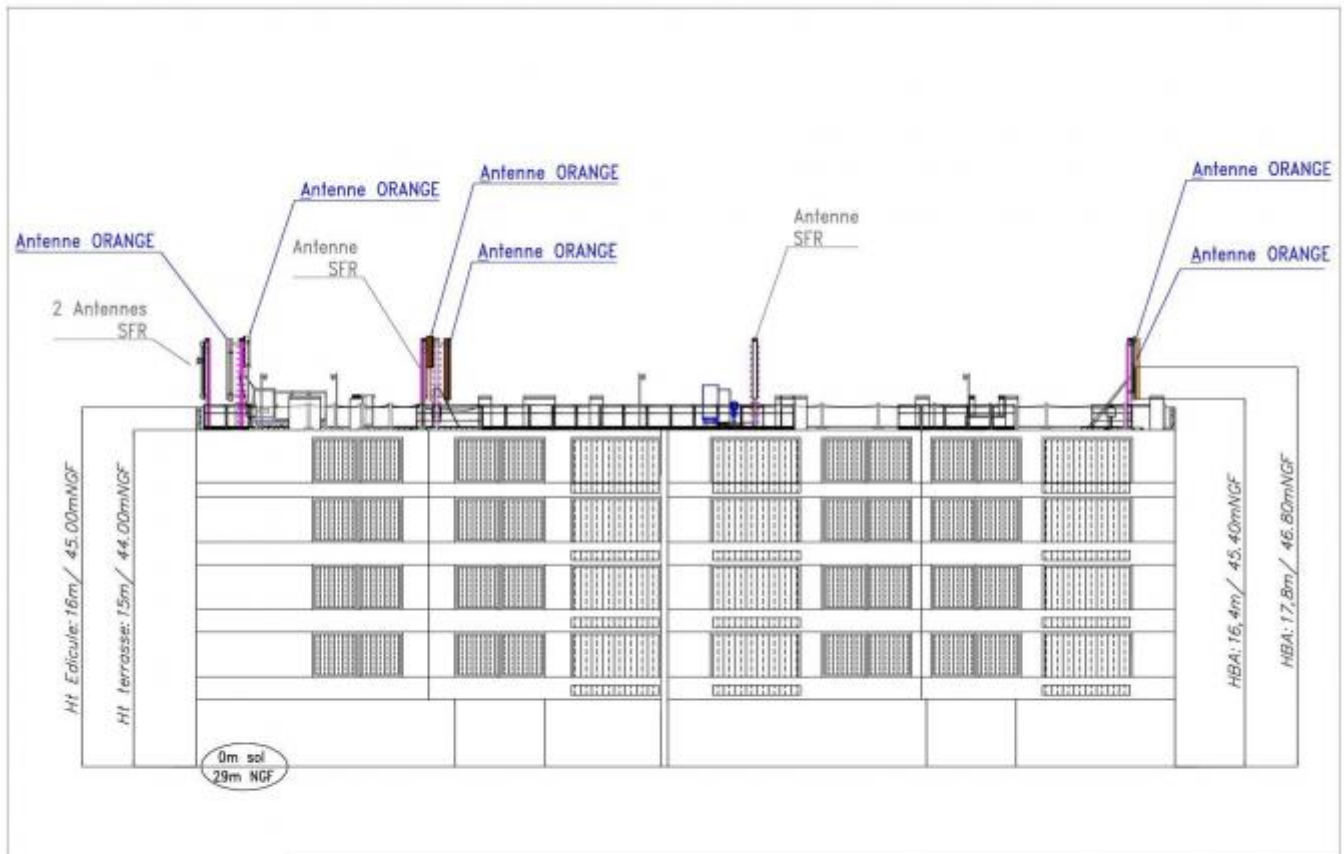 Antenne ORANGE
Antenne ORANGE
Antenne ORANGE
Antenne ORANGE
Antenne
SFR
Antenne
SFR
Antenne ORANGE
Antenne ORANGE
2 Antennes
SFR
Ht Edicule: 16m/ 45.00mNGF
Ht terrasse: 15m/ 44.00mNGF
HBA: 16,4m/ 45.40mNGF
HBA: 17,8m/ 46.80mNGF
0m sol
29m NGF